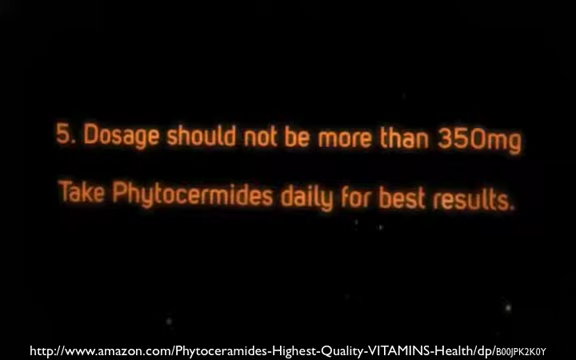 5. Dosage should not be more than 350mg
Take Phytocermides daily for best results.
http://www.amazon.com/Phytoceramides-Highest-Quality-VITAMINS-Health/dp/B00JPK2K0Y